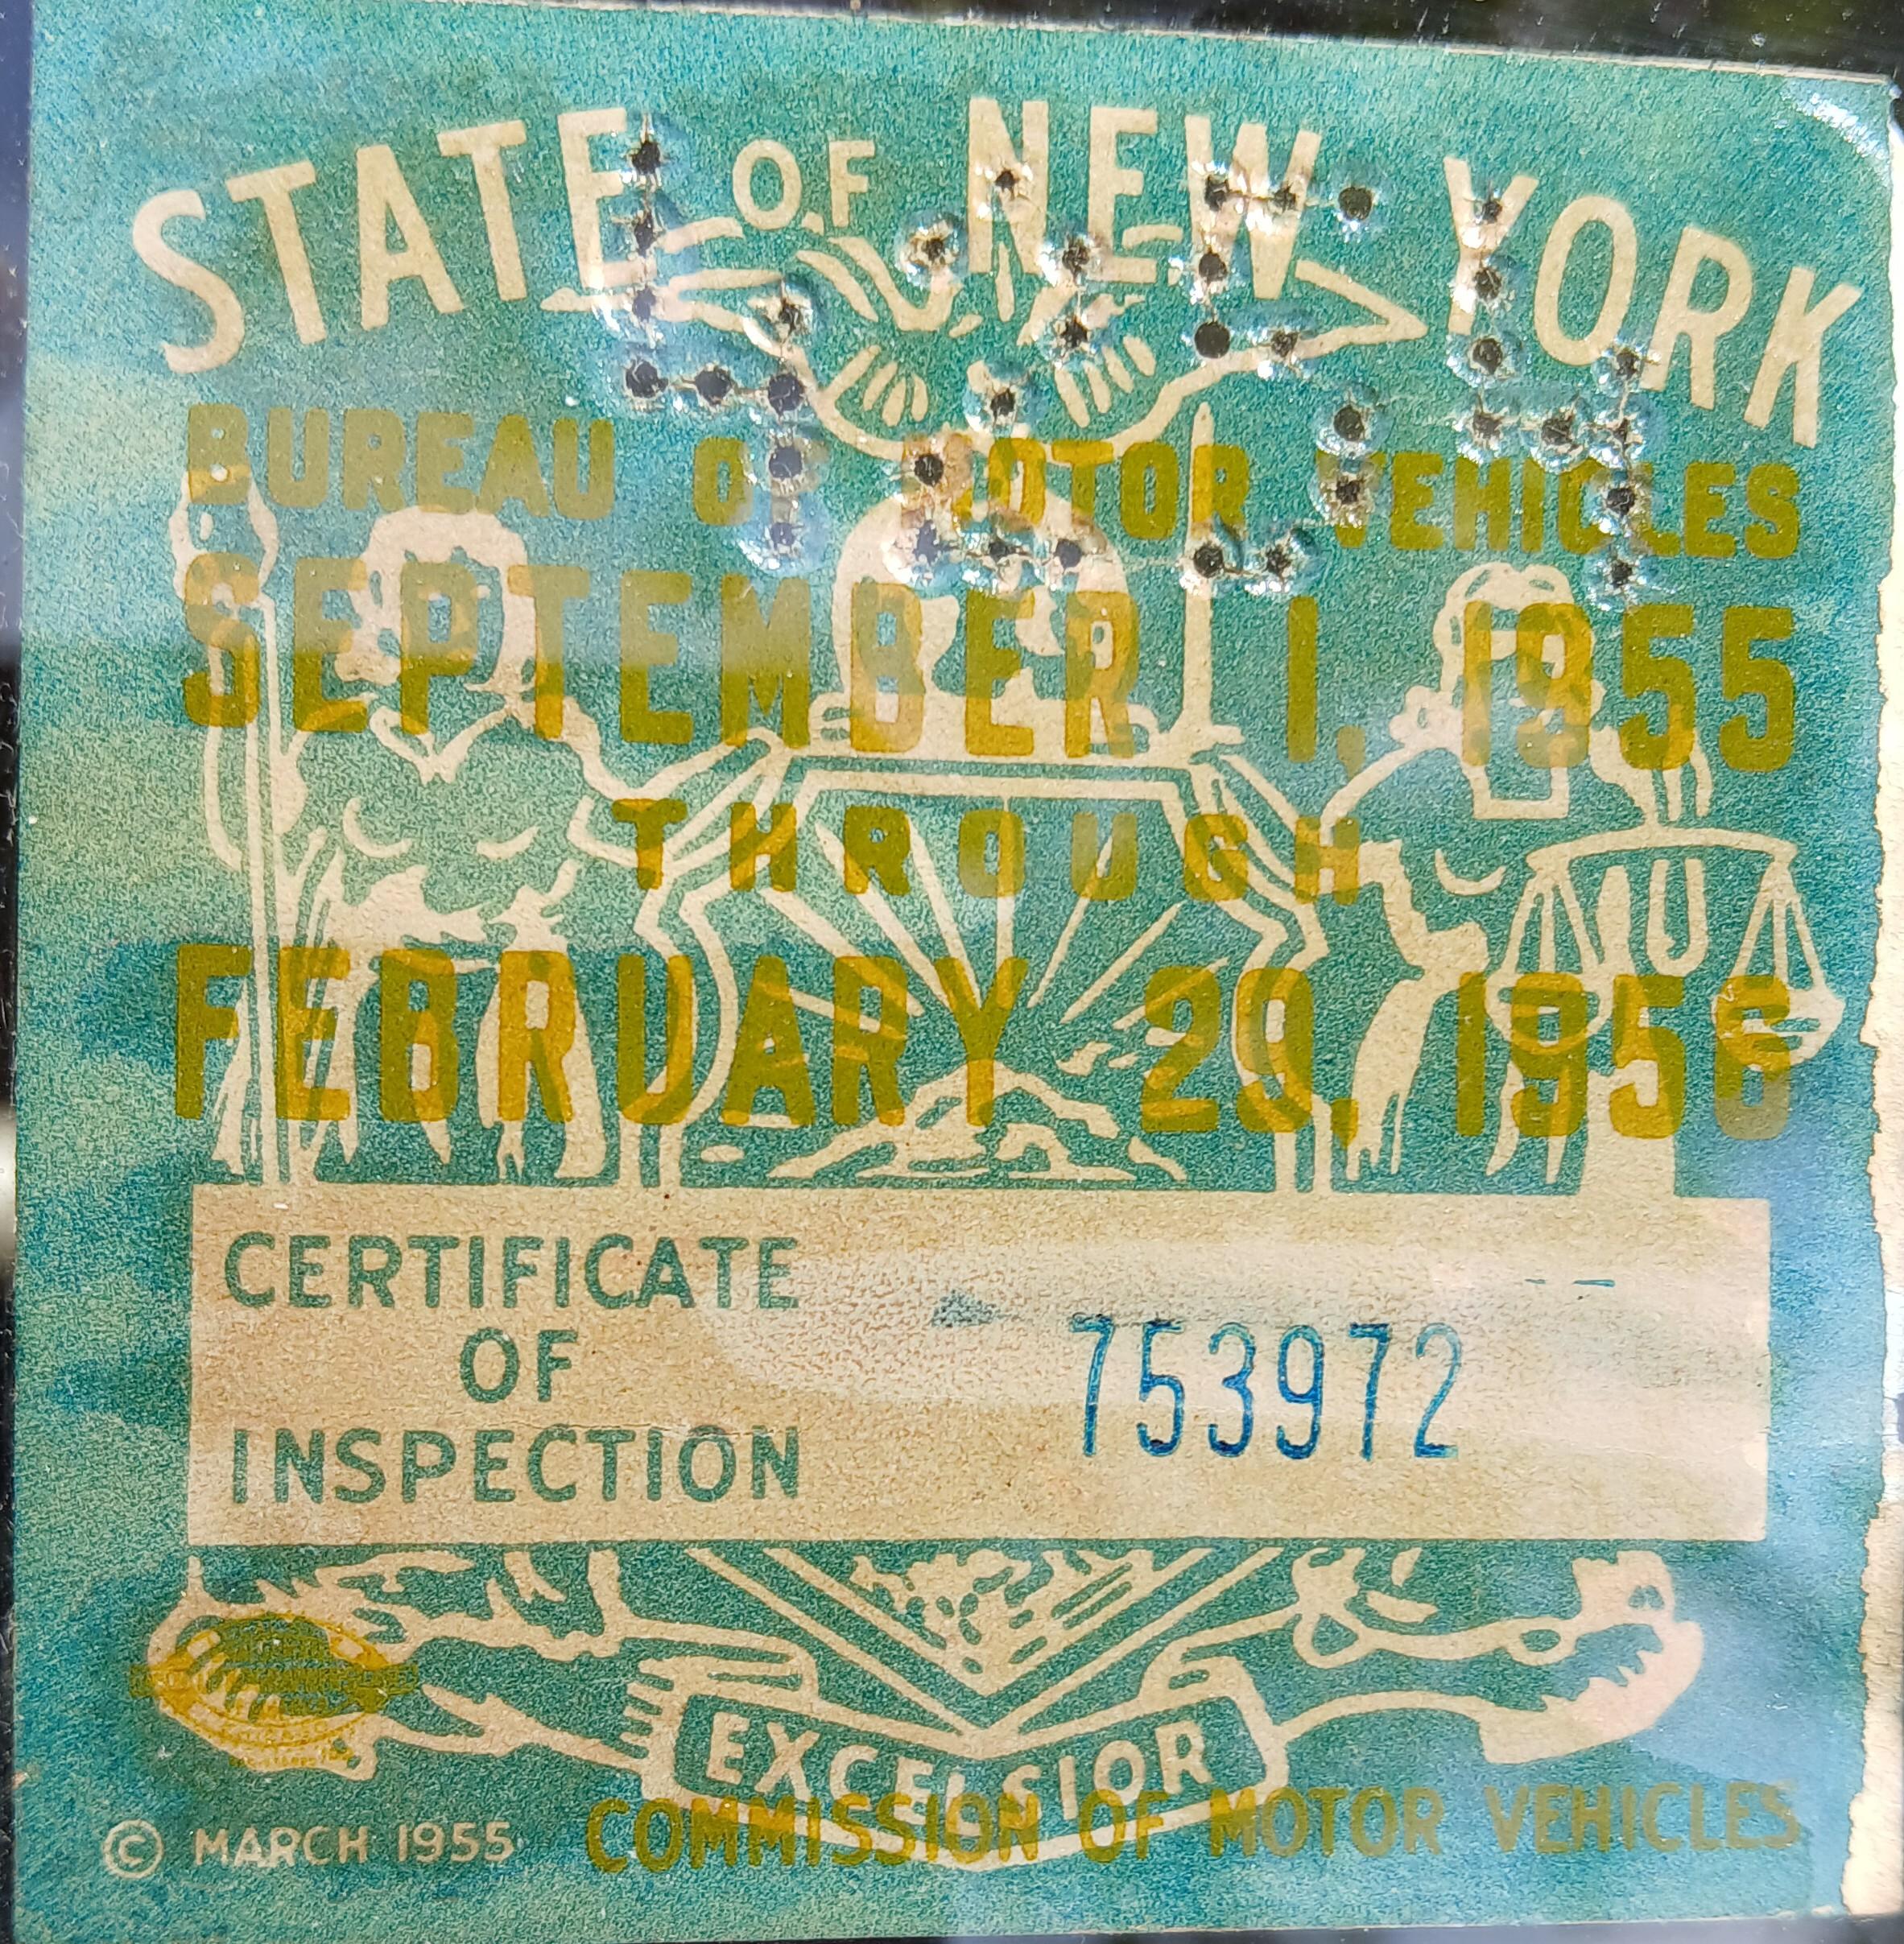 STATE OF NEW YORK
4254
BUREAU OF MOTOR VEHICLES
SEPTEMBER 1, 1955
THROUGH
FEBRUARY 29, 1956
CERTIFICATE
OF
INSPECTION
753972
EXCELSIOR
© MARCH 1955
COMMISSION OF MOTOR VEHICLES